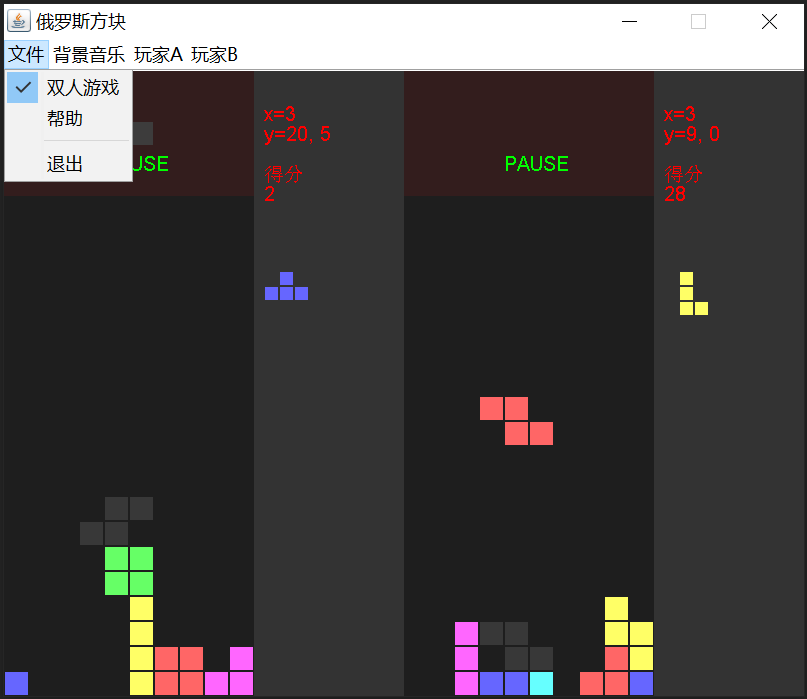 俄罗斯方块
文件 背景音乐 玩家A 玩家B
双人游戏
帮助
退出
x=3
y=20, 5
得分
2
USE
x=3
y=9, 0
得分
28
PAUSE